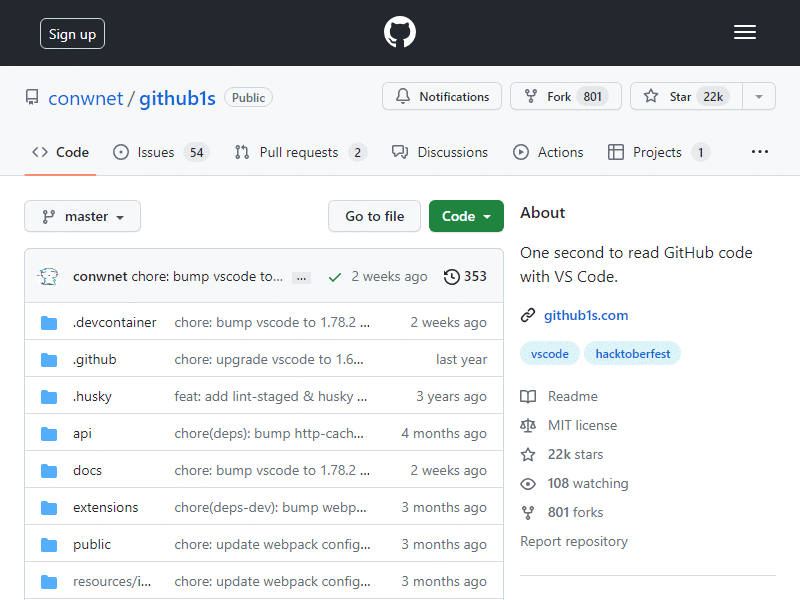 Sign up
conwnet / github1s Public
Notifications Fork 801 Star 22k
Code Issues 54 Pull requests 2 Discussions Actions Projects 1 ...
master Go to file Code
conwnet chore: bump vscode to... ... 2 weeks ago 353
.devcontainer chore: bump vscode to 1.78.2 ... 2 weeks ago
.github chore: upgrade vscode to 1.6... last year
.husky feat: add lint-staged & husky ... 3 years ago
api chore(deps): bump http-cach... 4 months ago
docs chore: bump vscode to 1.78.2 ... 2 weeks ago
extensions chore(deps-dev): bump webp... 3 months ago
public chore: update webpack config... 3 months ago
resources/i... chore: update webpack config... 3 months ago
About
One second to read GitHub code
with VS Code.
github1s.com
vscode hacktoberfest
Readme
MIT license
22k stars
108 watching
801 forks
Report repository